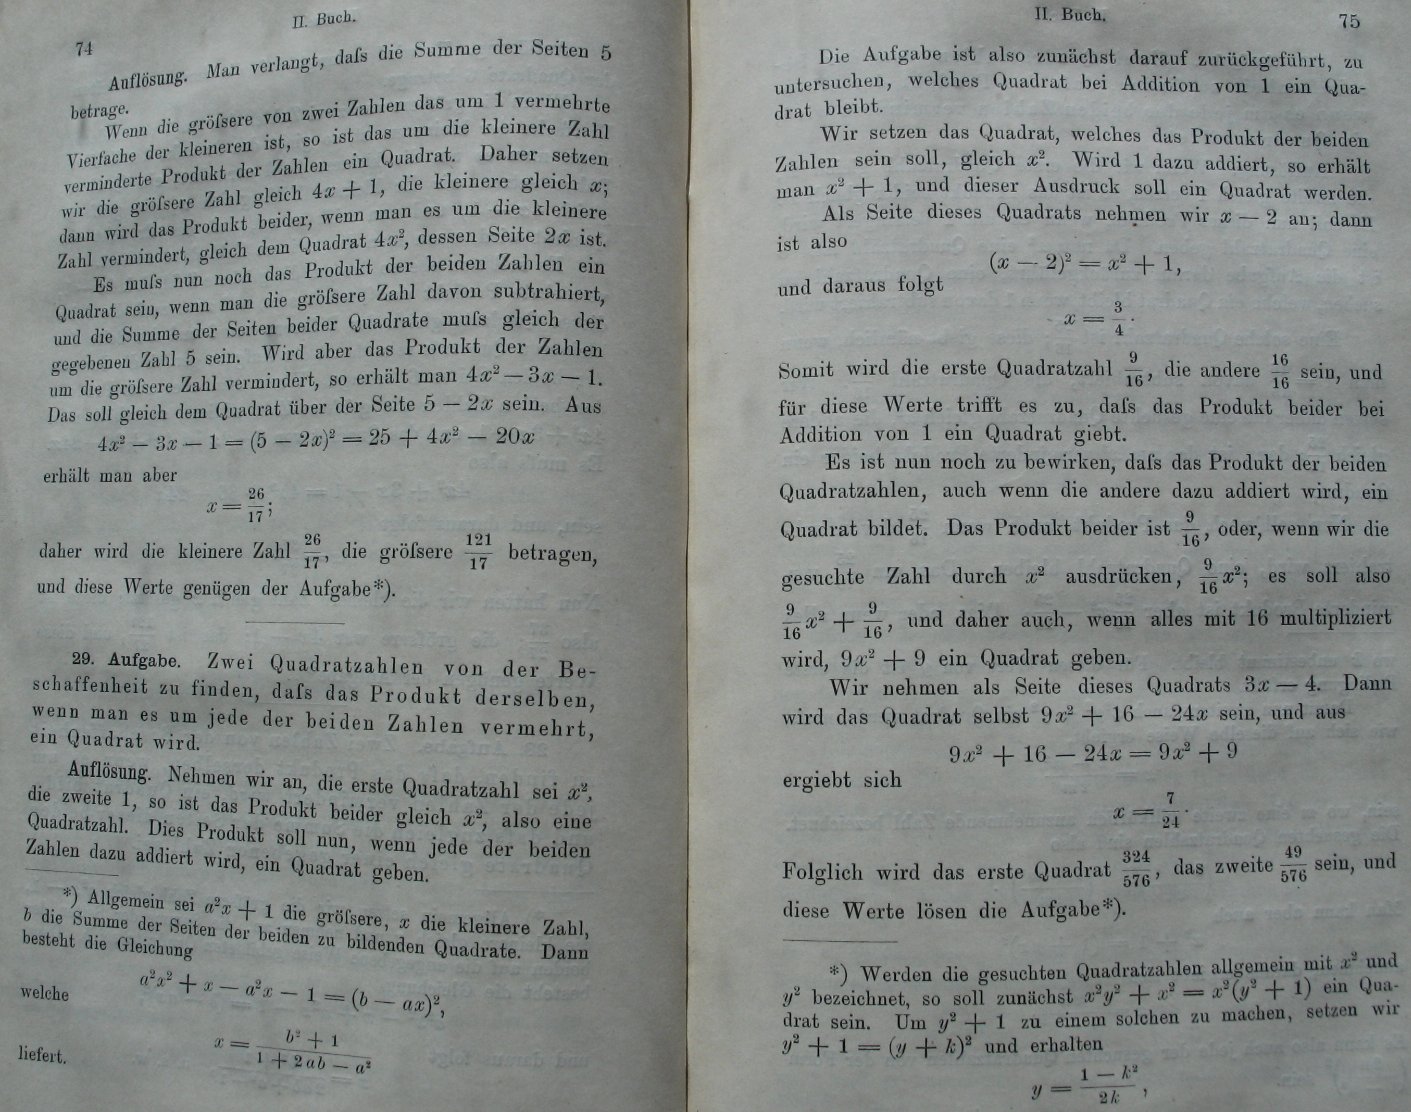 II. Buch.
74
Auflösung. Man verlangt, daſs die Summe der Seiten 5
betrage.
Wenn die gröſsere von zwei Zahlen das um 1 vermehrte
Vierfache der kleineren ist, so ist das um die kleinere Zahl
verminderte Produkt der Zahlen ein Quadrat. Daher setzen
wir die gröſsere Zahl gleich 4x + 1, die kleinere gleich x;
dann wird das Produkt beider, wenn man es um die kleinere
Zahl vermindert, gleich dem Quadrat 4x², dessen Seite 2x ist.
Es muſs nun noch das Produkt der beiden Zahlen ein
Quadrat sein, wenn man die gröſsere Zahl davon subtrahiert,
und die Summe der Seiten beider Quadrate muſs gleich der
gegebenen Zahl 5 sein. Wird aber das Produkt der Zahlen
um die gröſsere Zahl vermindert, so erhält man 4x² — 3x — 1.
Das soll gleich dem Quadrat über der Seite 5 — 2x sein. Aus
4x² — 3x — 1 = (5 — 2x)² = 25 + 4x² — 20x
erhält man aber
x = 26/17;
daher wird die kleinere Zahl 26/17, die gröſsere 121/17 betragen,
und diese Werte genügen der Aufgabe*).
29. Aufgabe. Zwei Quadratzahlen von der Be-
schaffenheit zu finden, daſs das Produkt derselben,
wenn man es um jede der beiden Zahlen vermehrt,
ein Quadrat wird.
Auflösung. Nehmen wir an, die erste Quadratzahl sei x²,
die zweite 1, so ist das Produkt beider gleich x², also eine
Quadratzahl. Dies Produkt soll nun, wenn jede der beiden
Zahlen dazu addiert wird, ein Quadrat geben.
*) Allgemein sei a²x + 1 die gröſsere, x die kleinere Zahl,
b die Summe der Seiten der beiden zu bildenden Quadrate. Dann
besteht die Gleichung
a²x² + x — a²x — 1 = (b — ax)²,
welche
x = (b² + 1)/(1 + 2ab — a²)
liefert.
II. Buch.
75
Die Aufgabe ist also zunächst darauf zurückgeführt, zu
untersuchen, welches Quadrat bei Addition von 1 ein Qua-
drat bleibt.
Wir setzen das Quadrat, welches das Produkt der beiden
Zahlen sein soll, gleich x². Wird 1 dazu addiert, so erhält
man x² + 1, und dieser Ausdruck soll ein Quadrat werden.
Als Seite dieses Quadrats nehmen wir x — 2 an; dann
ist also
(x — 2)² = x² + 1,
und daraus folgt
x = 3/4.
Somit wird die erste Quadratzahl 9/16, die andere 16/16 sein, und
für diese Werte trifft es zu, daſs das Produkt beider bei
Addition von 1 ein Quadrat giebt.
Es ist nun noch zu bewirken, daſs das Produkt der beiden
Quadratzahlen, auch wenn die andere dazu addiert wird, ein
Quadrat bildet. Das Produkt beider ist 9/16, oder, wenn wir die
gesuchte Zahl durch x² ausdrücken, 9/16 x²; es soll also
9/16 x² + 9/16, und daher auch, wenn alles mit 16 multipliziert
wird, 9x² + 9 ein Quadrat geben.
Wir nehmen als Seite dieses Quadrats 3x — 4. Dann
wird das Quadrat selbst 9x² + 16 — 24x sein, und aus
9x² + 16 — 24x = 9x² + 9
ergiebt sich
x = 7/24.
Folglich wird das erste Quadrat 324/576, das zweite 49/576 sein, und
diese Werte lösen die Aufgabe*).
*) Werden die gesuchten Quadratzahlen allgemein mit x² und
y² bezeichnet, so soll zunächst x²y² + x² = x²(y² + 1) ein Qua-
drat sein. Um y² + 1 zu einem solchen zu machen, setzen wir
y² + 1 = (y + k)² und erhalten
y = (1 — k²)/2k,